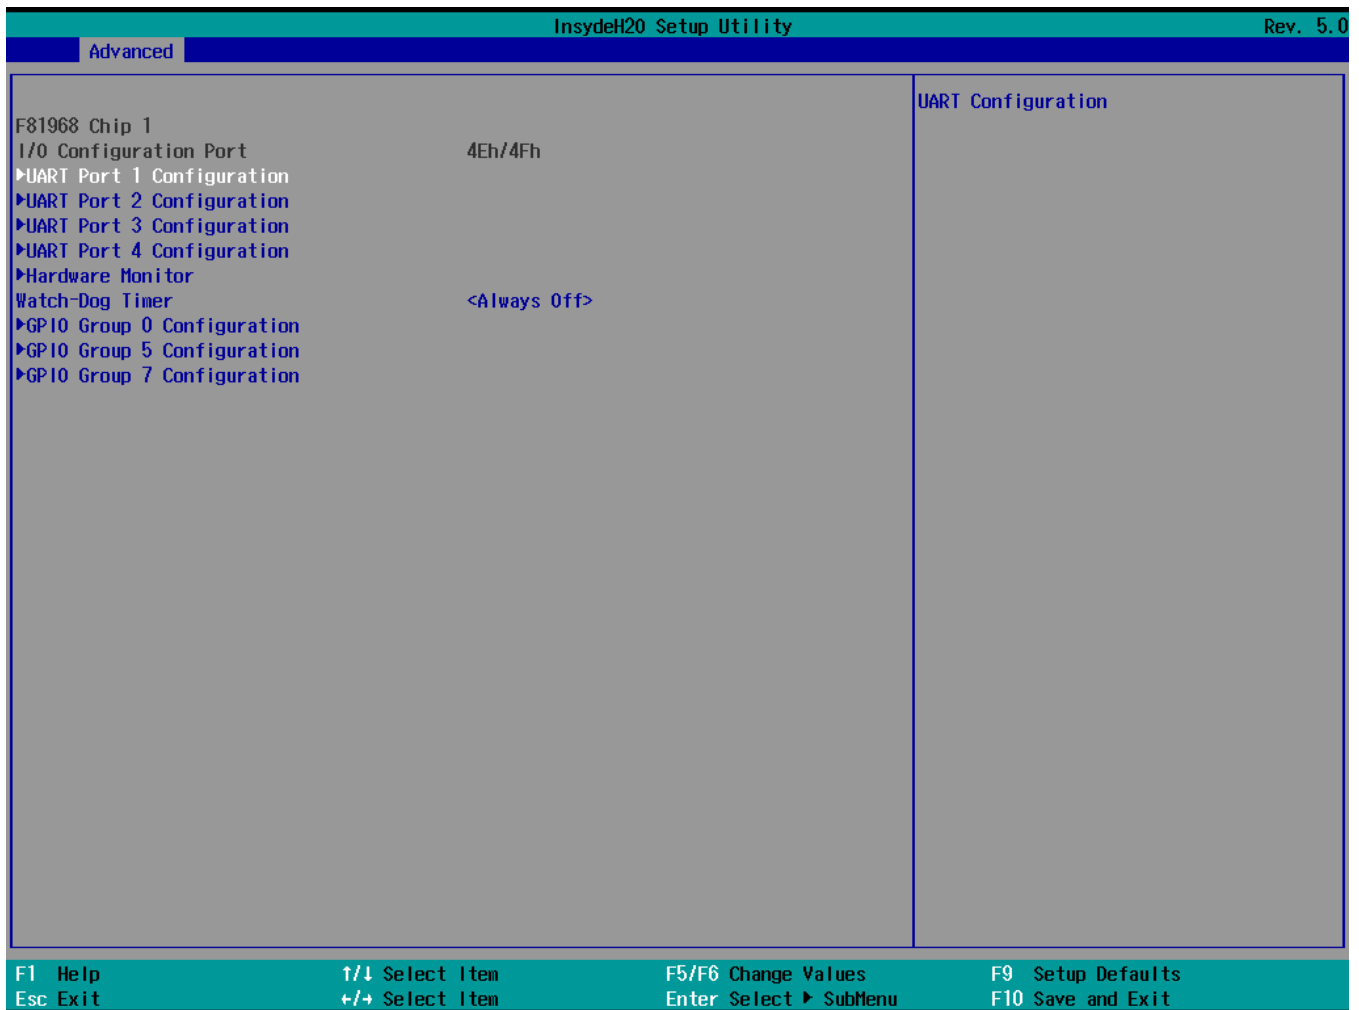 InsydeH20 Setup Utility Rev. 5.0
Advanced
UART Configuration
F81968 Chip 1
I/O Configuration Port 4Eh/4Fh
▶UART Port 1 Configuration
▶UART Port 2 Configuration
▶UART Port 3 Configuration
▶UART Port 4 Configuration
▶Hardware Monitor
Watch-Dog Timer <Always Off>
▶GPIO Group 0 Configuration
▶GPIO Group 5 Configuration
▶GPIO Group 7 Configuration
F1 Help ↑/↓ Select Item F5/F6 Change Values F9 Setup Defaults
Esc Exit ←/→ Select Item Enter Select ▶ SubMenu F10 Save and Exit